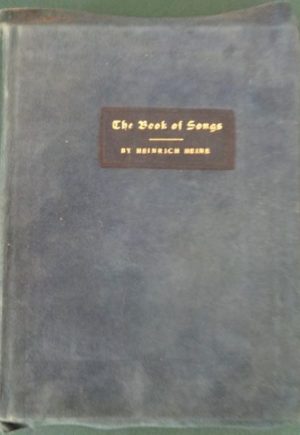 The Book of Songs
BY HEINRICH HEINE